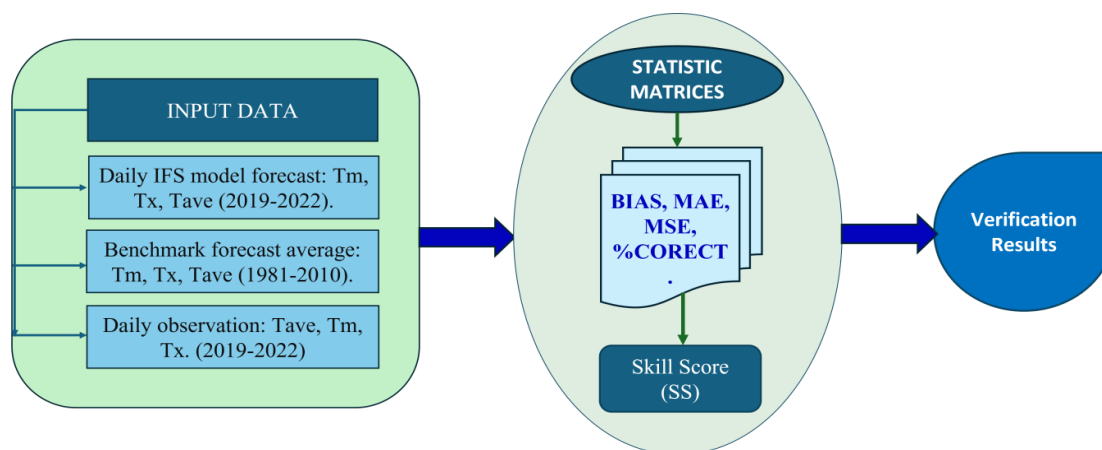 INPUT DATA
Daily IFS model forecast: Tm,
Tx, Tave (2019-2022).
Benchmark forecast average:
Tm, Tx, Tave (1981-2010).
Daily observation: Tave, Tm,
Tx. (2019-2022)
STATISTIC
MATRICES
BIAS, MAE,
MSE,
%CORECT
.
Skill Score
(SS)
Verification
Results